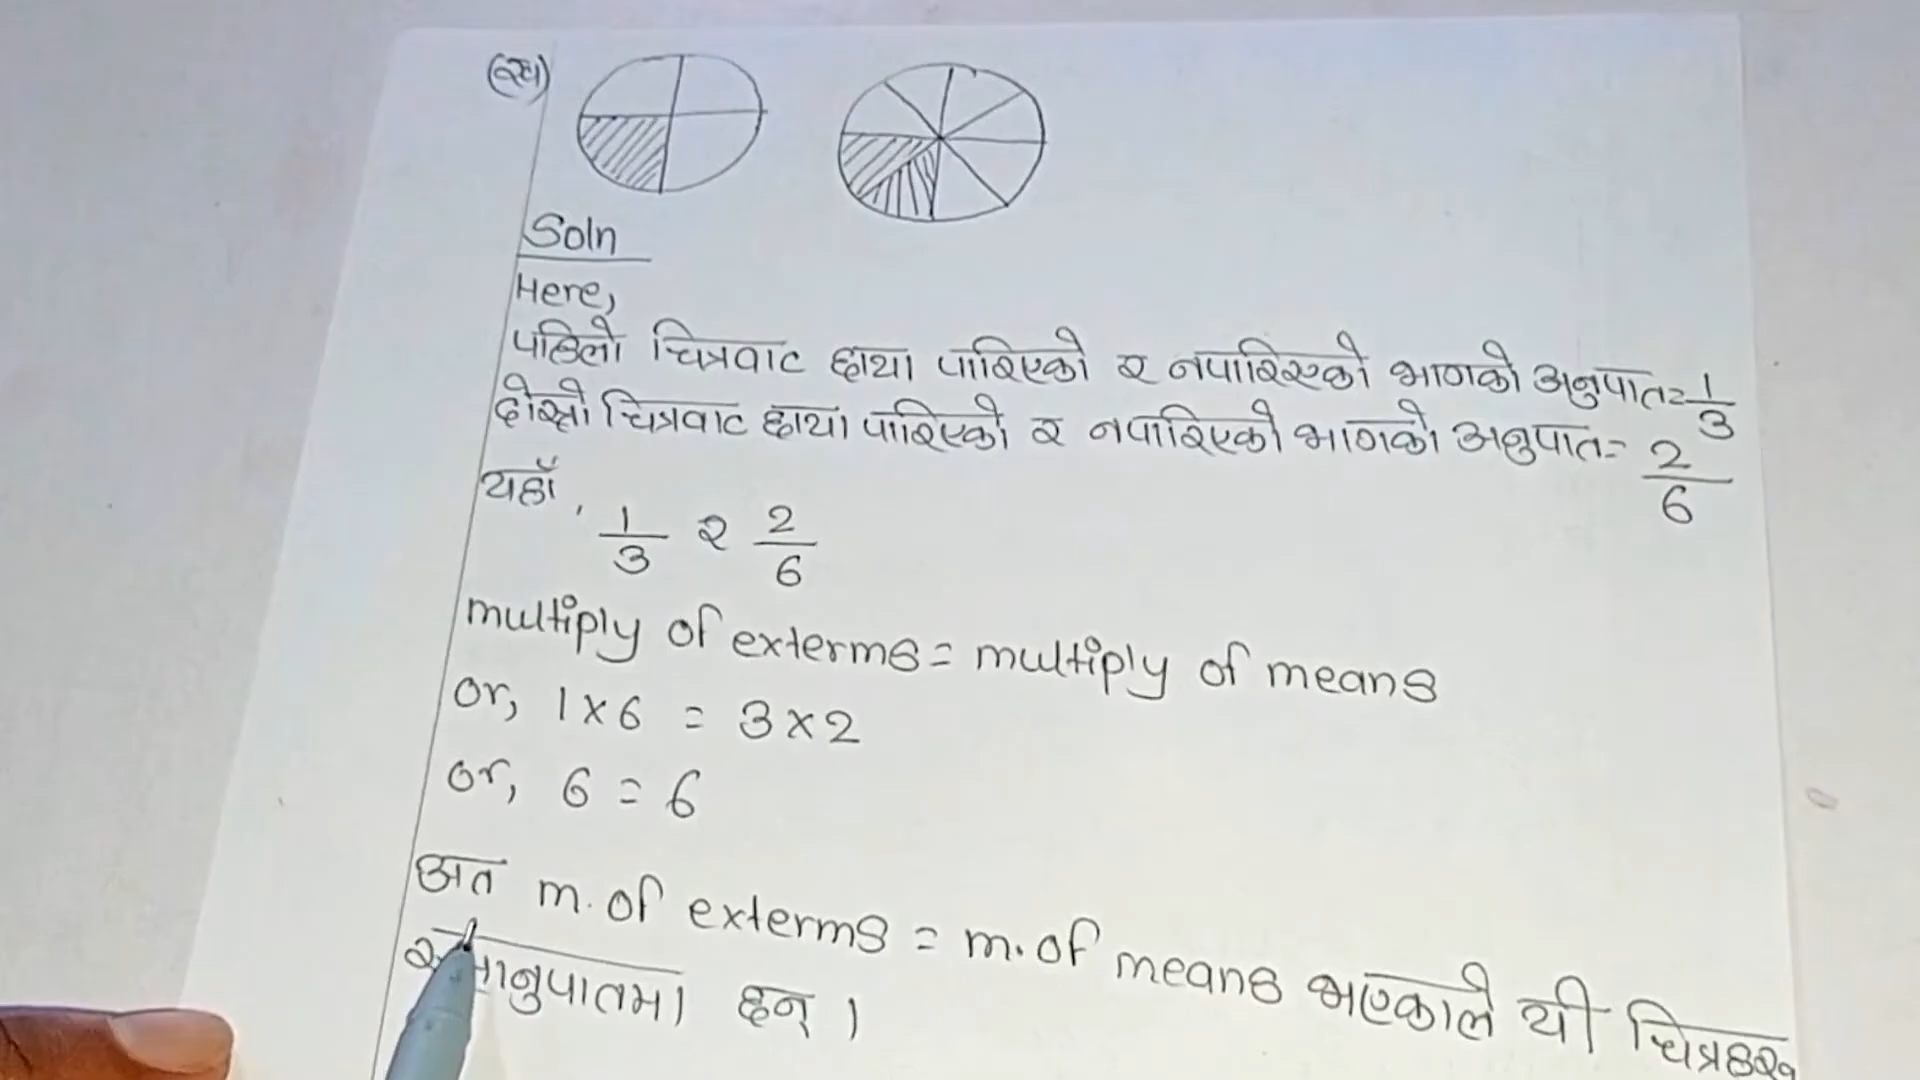 (ख)
Soln
Here,
पहिलो चित्रवाट छाया पारिएको र नपारिएको भागको अनुपात= 1/3
दोस्रो चित्रवाट छाया पारिएको र नपारिएको भागको अनुपात= 2/6
यहाँ, 1/3 र 2/6
multiply of exterms = multiply of means
or, 1 × 6 = 3 × 2
or, 6 = 6
अत m. of exterms = m. of means भएकाले यी चित्रहरु
समानुपातमा छन् ।